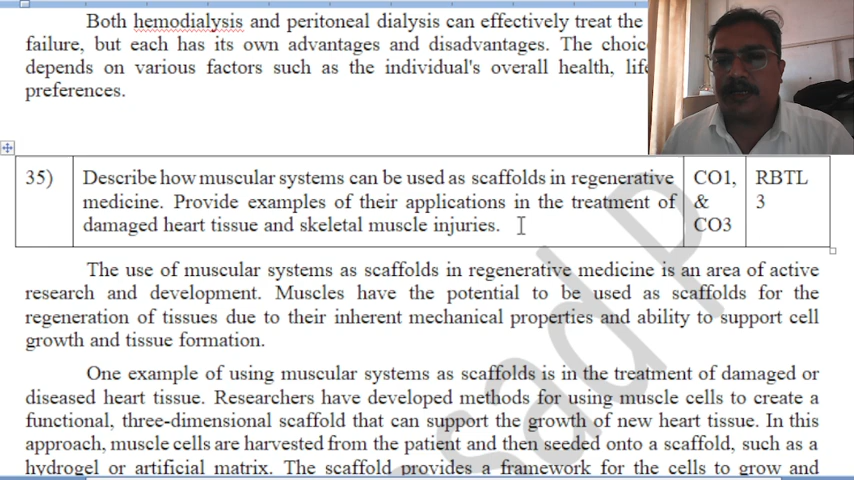 Both hemodialysis and peritoneal dialysis can effectively treat the
failure, but each has its own advantages and disadvantages. The choic
depends on various factors such as the individual's overall health, life
preferences.
35) Describe how muscular systems can be used as scaffolds in regenerative CO1, RBTL
medicine. Provide examples of their applications in the treatment of & 3
damaged heart tissue and skeletal muscle injuries. CO3
The use of muscular systems as scaffolds in regenerative medicine is an area of active
research and development. Muscles have the potential to be used as scaffolds for the
regeneration of tissues due to their inherent mechanical properties and ability to support cell
growth and tissue formation.
One example of using muscular systems as scaffolds is in the treatment of damaged or
diseased heart tissue. Researchers have developed methods for using muscle cells to create a
functional, three-dimensional scaffold that can support the growth of new heart tissue. In this
approach, muscle cells are harvested from the patient and then seeded onto a scaffold, such as a
hydrogel or artificial matrix. The scaffold provides a framework for the cells to grow and
sad P